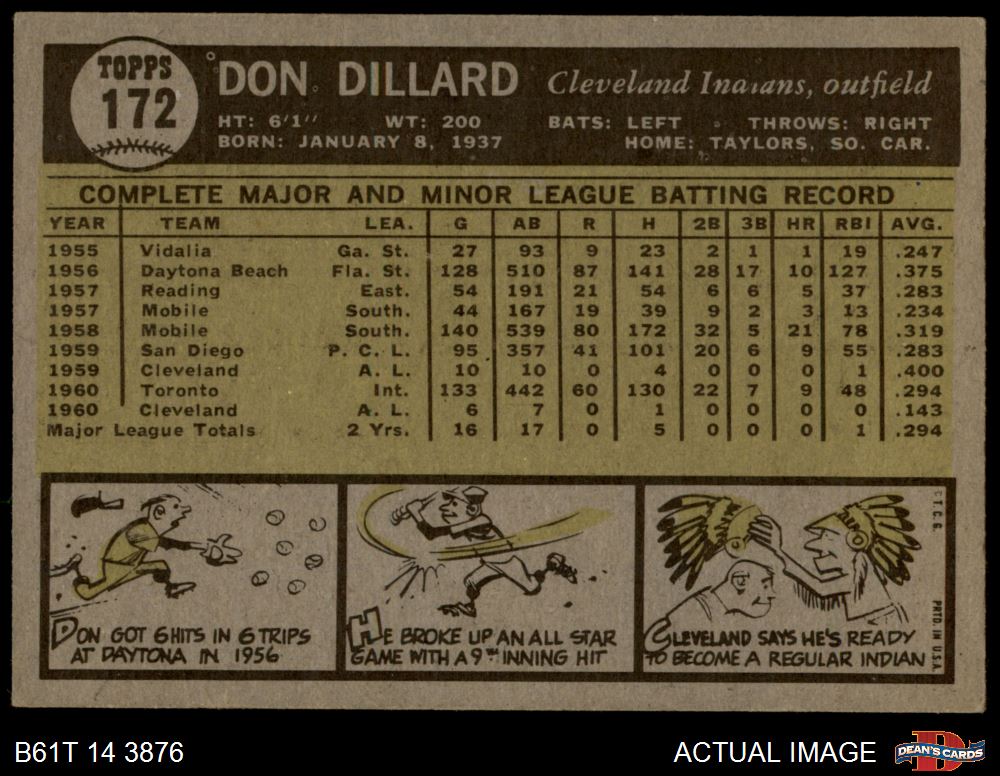 TOPPS
172
DON DILLARD Cleveland Indians, outfield
HT: 6'1'' WT: 200 BATS: LEFT THROWS: RIGHT
BORN: JANUARY 8, 1937 HOME: TAYLORS, SO. CAR.
COMPLETE MAJOR AND MINOR LEAGUE BATTING RECORD
YEAR TEAM LEA. G AB R H 2B 3B HR RBI AVG.
1955 Vidalia Ga. St. 27 93 9 23 2 1 1 19 .247
1956 Daytona Beach Fla. St. 128 510 87 141 28 17 10 127 .375
1957 Reading East. 54 191 21 54 6 6 5 37 .283
1957 Mobile South. 44 167 19 39 9 2 3 13 .234
1958 Mobile South. 140 539 80 172 32 5 21 78 .319
1959 San Diego P. C. L. 95 357 41 101 20 6 9 55 .283
1959 Cleveland A. L. 10 10 0 4 0 0 0 1 .400
1960 Toronto Int. 133 442 60 130 22 7 9 48 .294
1960 Cleveland A. L. 6 7 0 1 0 0 0 0 .143
Major League Totals 2 Yrs. 16 17 0 5 0 0 0 1 .294
DON GOT 6 HITS IN 6 TRIPS
AT DAYTONA IN 1956
HE BROKE UP AN ALL STAR
GAME WITH A 9TH INNING HIT
CLEVELAND SAYS HE'S READY
TO BECOME A REGULAR INDIAN
© T. C. G.
PRTD. IN U.S.A.
B61T 14 3876
ACTUAL IMAGE
DEAN'S CARDS